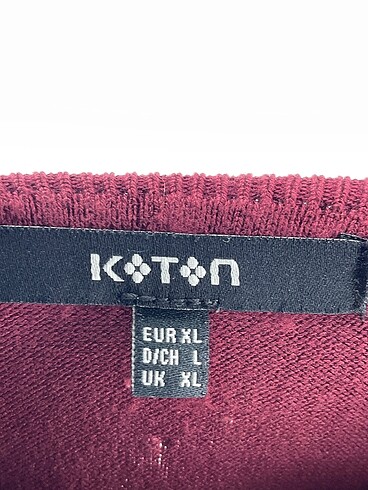 KOTON
EUR XL
D/CH L
UK XL